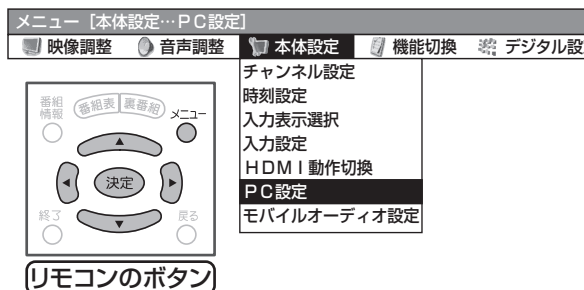 メニュー［本体設定…ＰＣ設定］
映像調整 音声調整 本体設定 機能切換 デジタル設
チャンネル設定
時刻設定
入力表示選択
入力設定
ＨＤＭＩ動作切換
ＰＣ設定
モバイルオーディオ設定
番組情報 番組表 裏番組 メニュー
決定
終了 戻る
リモコンのボタン